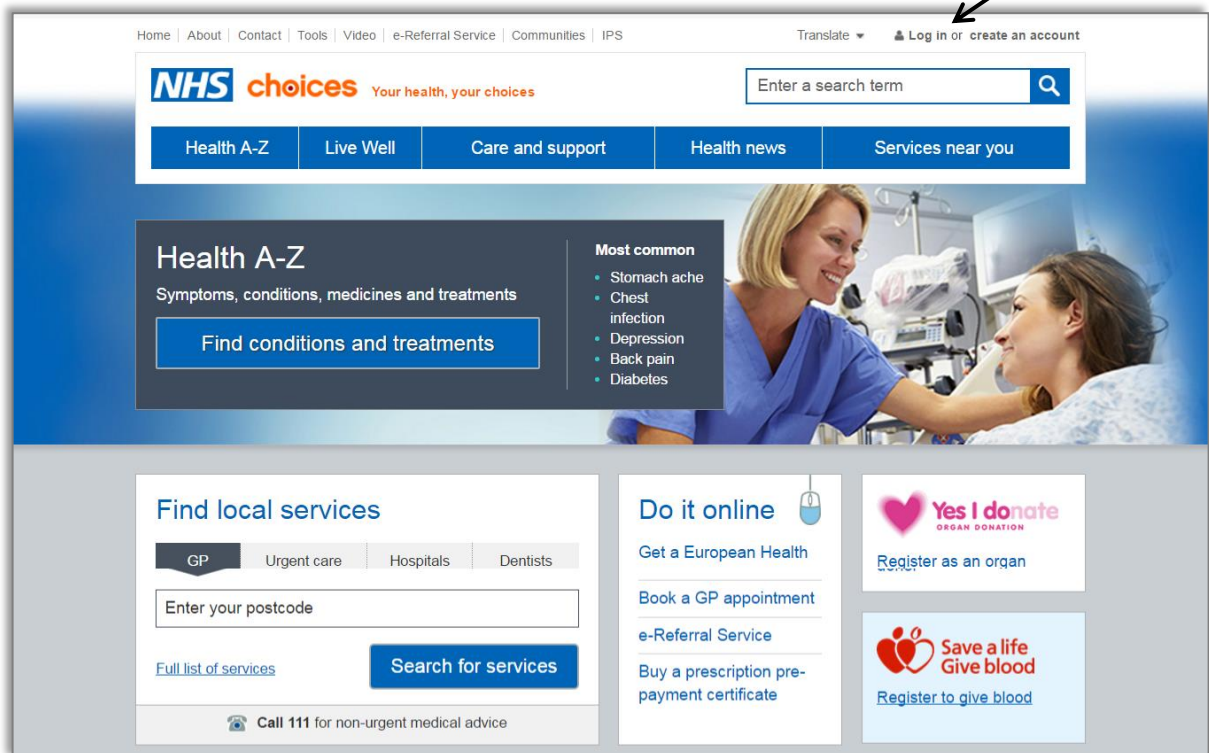 Home | About | Contact | Tools | Video | e-Referral Service | Communities | IPS
Translate
Log in or create an account
NHS choices Your health, your choices
Enter a search term
Health A-Z
Live Well
Care and support
Health news
Services near you
Health A-Z
Symptoms, conditions, medicines and treatments
Find conditions and treatments
Most common
• Stomach ache
• Chest
infection
• Depression
• Back pain
• Diabetes
Find local services
GP
Urgent care
Hospitals
Dentists
Enter your postcode
Full list of services
Search for services
Call 111 for non-urgent medical advice
Do it online
Get a European Health
Book a GP appointment
e-Referral Service
Buy a prescription pre-
payment certificate
Yes I donate
ORGAN DONATION
Register as an organ
Save a life
Give blood
Register to give blood